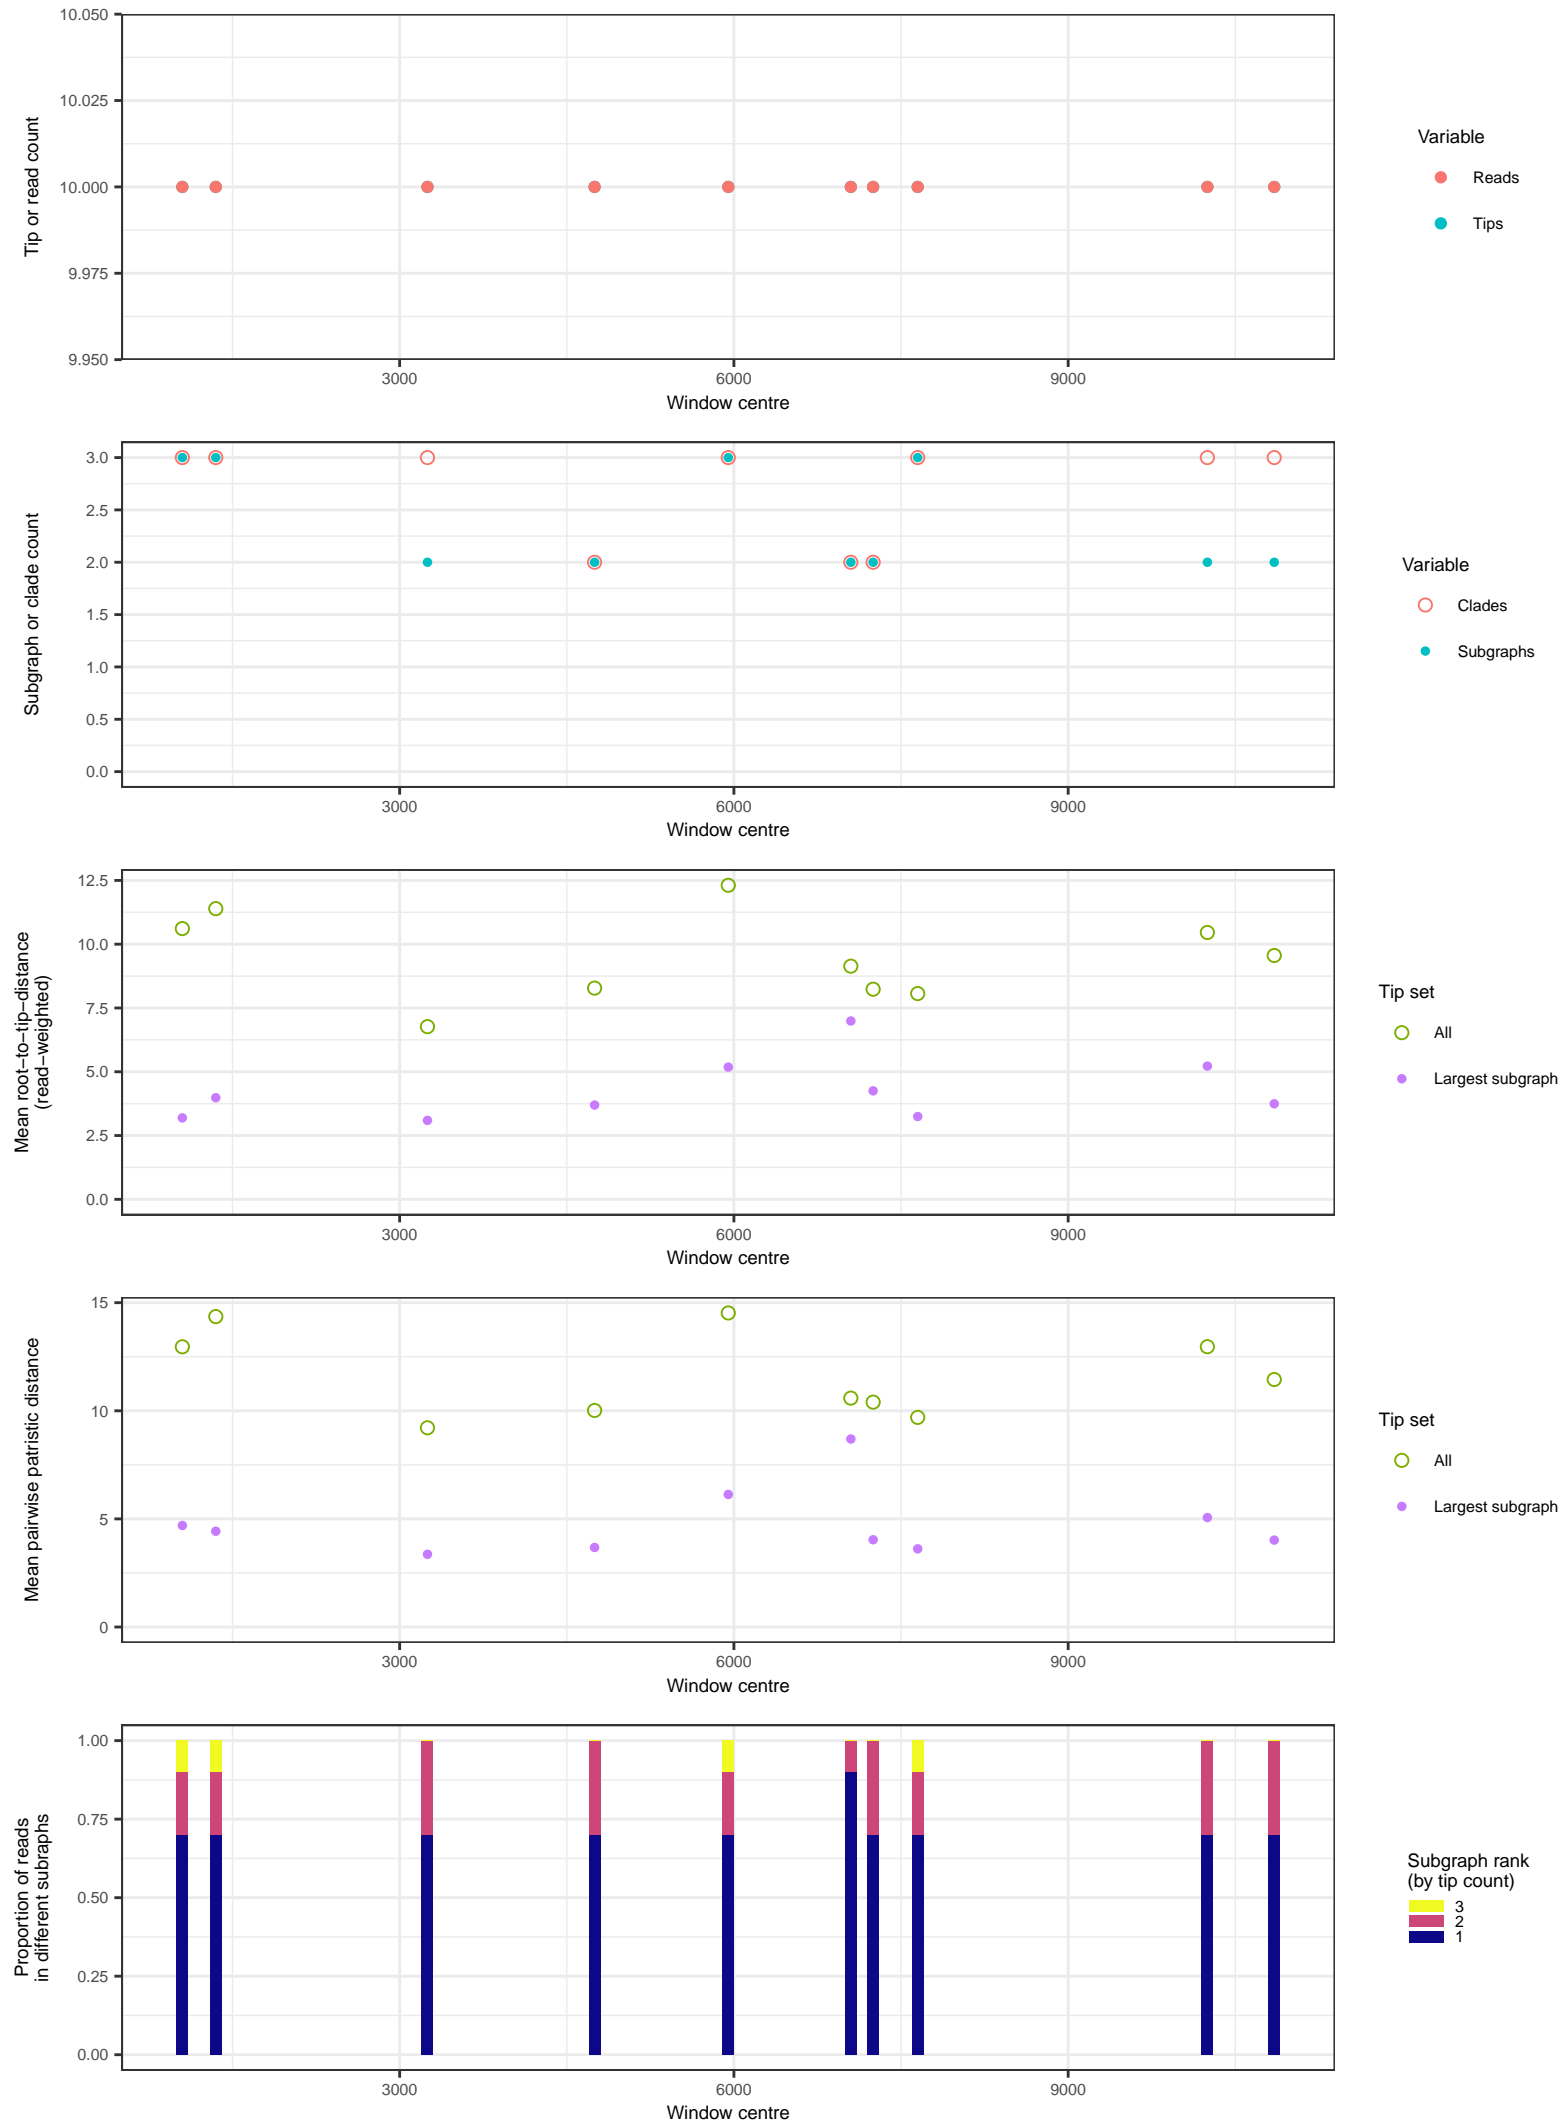 10.050
10.025
10.000
9.975
9.950
Tip or read count
3000 6000 9000
Window centre
Variable
Reads
Tips
3.0
2.5
2.0
1.5
1.0
0.5
0.0
Subgraph or clade count
3000 6000 9000
Window centre
Variable
Clades
Subgraphs
12.5
10.0
7.5
5.0
2.5
0.0
Mean root−to−tip−distance
(read−weighted)
3000 6000 9000
Window centre
Tip set
All
Largest subgraph
15
10
5
0
Mean pairwise patristic distance
3000 6000 9000
Window centre
Tip set
All
Largest subgraph
1.00
0.75
0.50
0.25
0.00
Proportion of reads
in different subraphs
3000 6000 9000
Window centre
Subgraph rank
(by tip count)
3
2
1